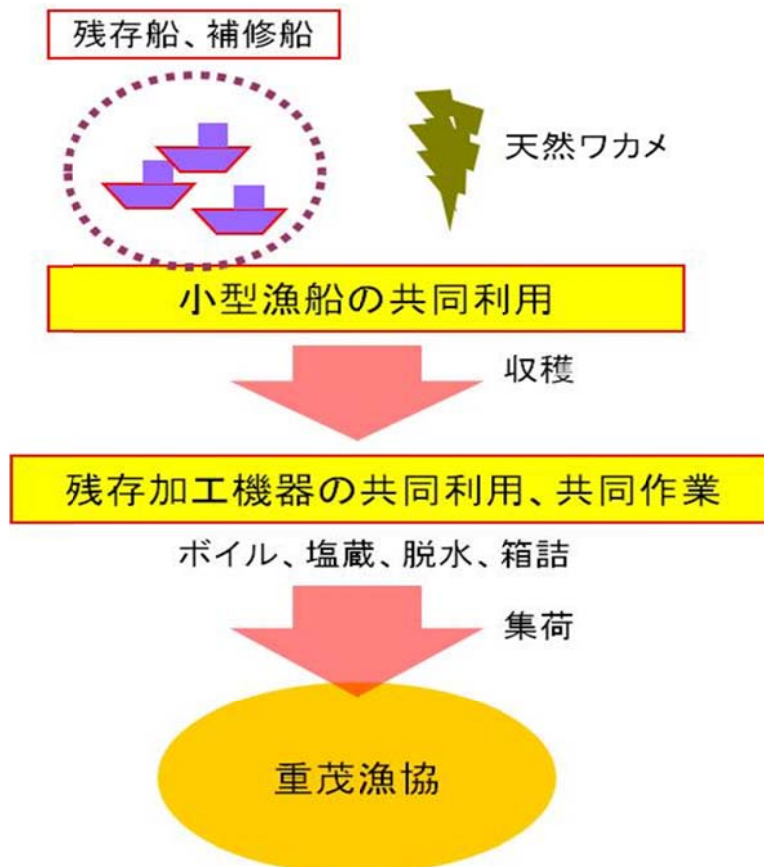 残存船、補修船
天然ワカメ
小型漁船の共同利用
収穫
残存加工機器の共同利用、共同作業
ボイル、塩蔵、脱水、箱詰
集荷
重茂漁協